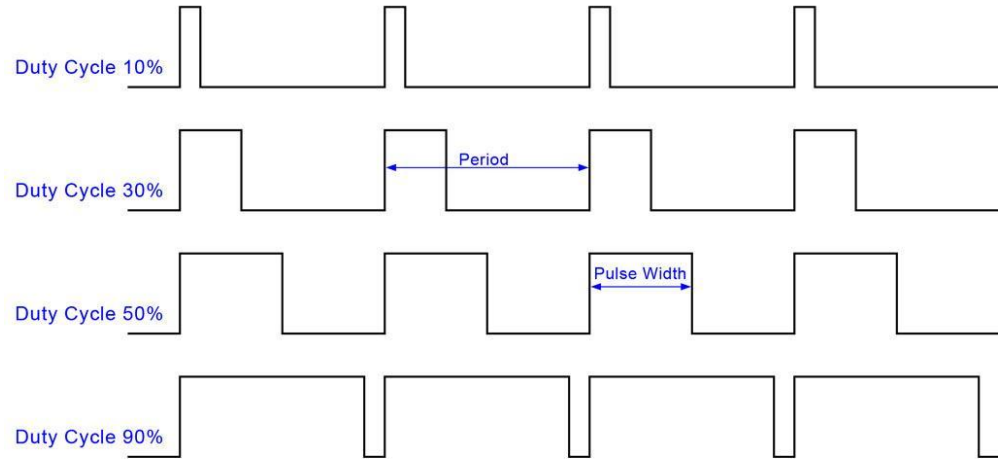 Duty Cycle 10%
Duty Cycle 30%
Period
Duty Cycle 50%
Pulse Width
Duty Cycle 90%